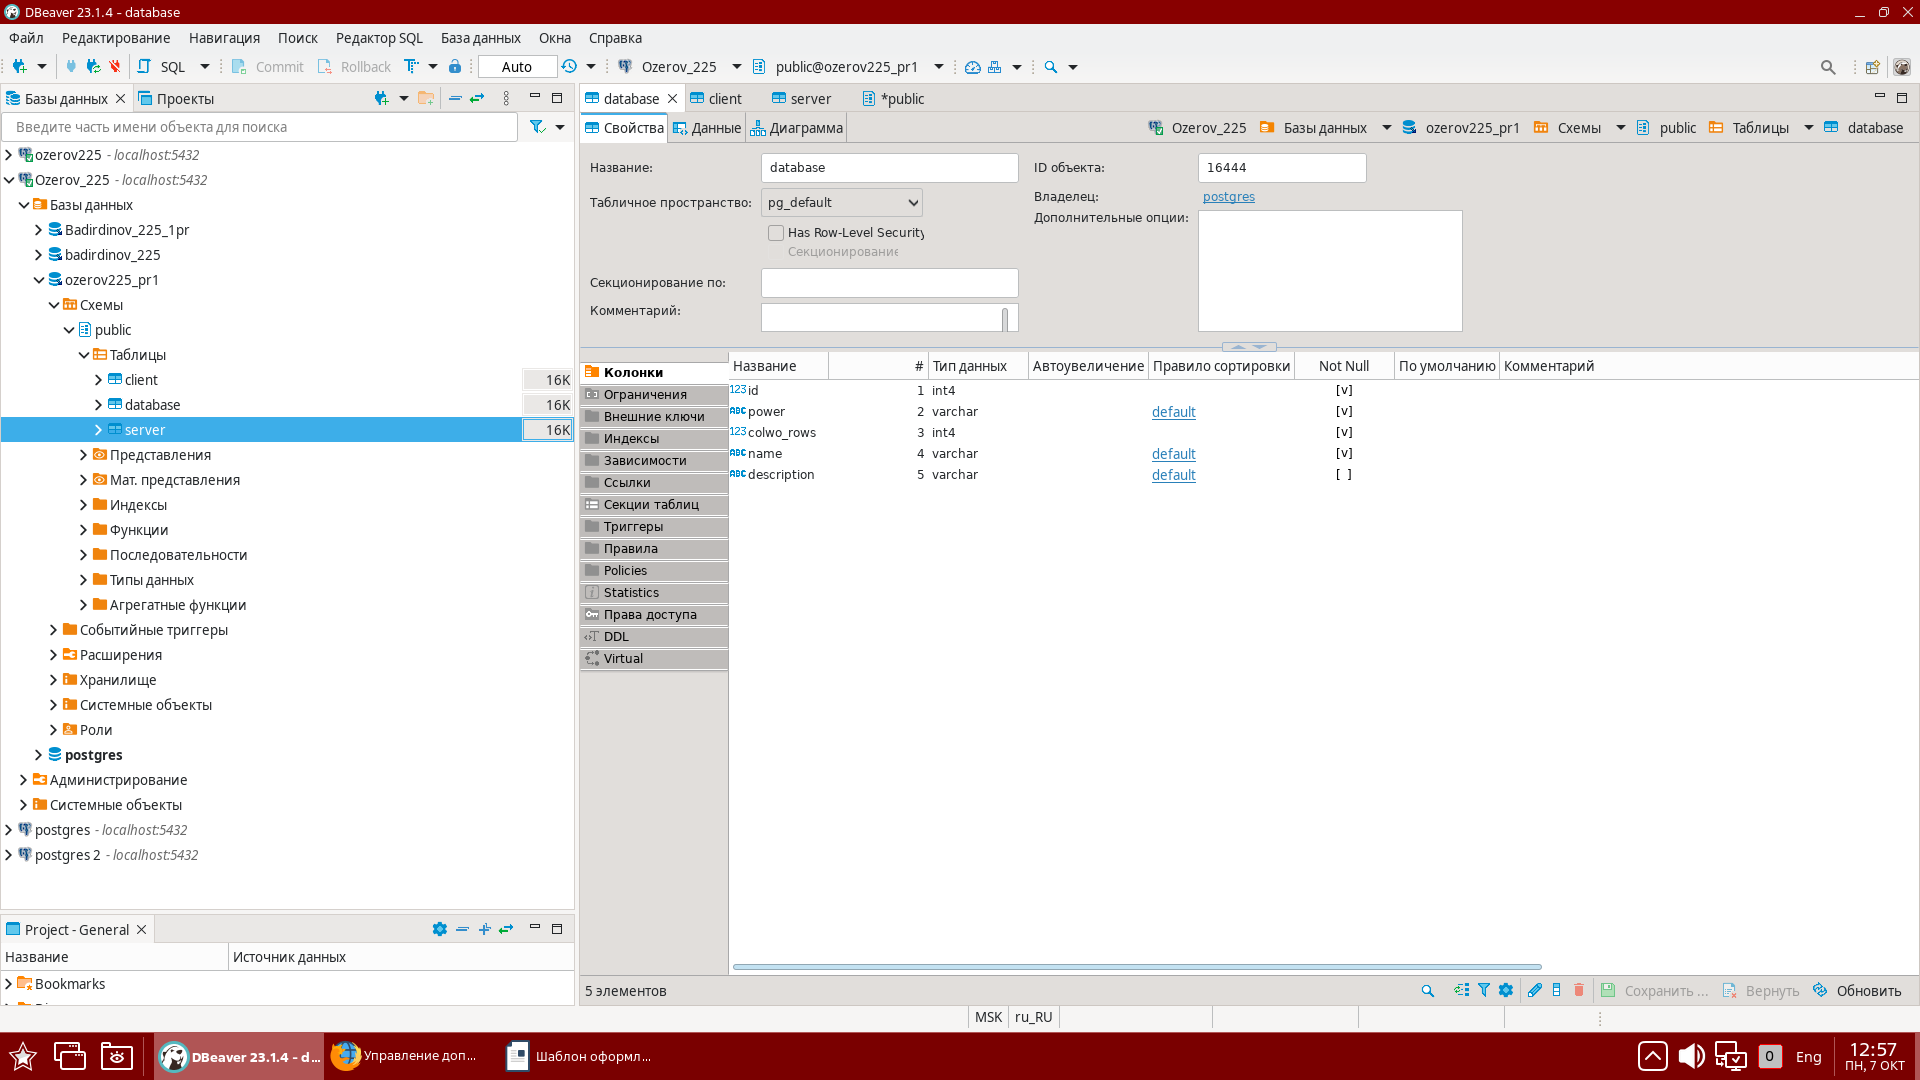 DBeaver 23.1.4 - database
Файл Редактирование Навигация Поиск Редактор SQL База данных Окна Справка
SQL Commit Rollback Auto Ozerov_225 public@ozerov225_pr1
Базы данных Проекты
Введите часть имени объекта для поиска
ozerov225 - localhost:5432
Ozerov_225 - localhost:5432
Базы данных
Badirdinov_225_1pr
badirdinov_225
ozerov225_pr1
Схемы
public
Таблицы
client 16K
database 16K
server 16K
Представления
Мат. представления
Индексы
Функции
Последовательности
Типы данных
Агрегатные функции
Событийные триггеры
Расширения
Хранилище
Системные объекты
Роли
postgres
Администрирование
Системные объекты
postgres - localhost:5432
postgres 2 - localhost:5432
Project - General
Название Источник данных
Bookmarks
database client server *public
Свойства Данные Диаграмма Ozerov_225 Базы данных ozerov225_pr1 Схемы public Таблицы database
Название: database
Табличное пространство: pg_default
Has Row-Level Security
Секционирование
Секционирование по:
Комментарий:
ID объекта: 16444
Владелец: postgres
Дополнительные опции:
Колонки
Ограничения
Внешние ключи
Индексы
Зависимости
Ссылки
Секции таблиц
Триггеры
Правила
Policies
Statistics
Права доступа
DDL
Virtual
Название # Тип данных Автоувеличение Правило сортировки Not Null По умолчанию Комментарий
123 id 1 int4 [v]
ABC power 2 varchar default [v]
123 colwo_rows 3 int4 [v]
ABC name 4 varchar default [v]
ABC description 5 varchar default [ ]
5 элементов Сохранить ... Вернуть Обновить
MSK ru_RU
DBeaver 23.1.4 - d... Управление доп... Шаблон оформл... 0 Eng 12:57
ПН, 7 ОКТ